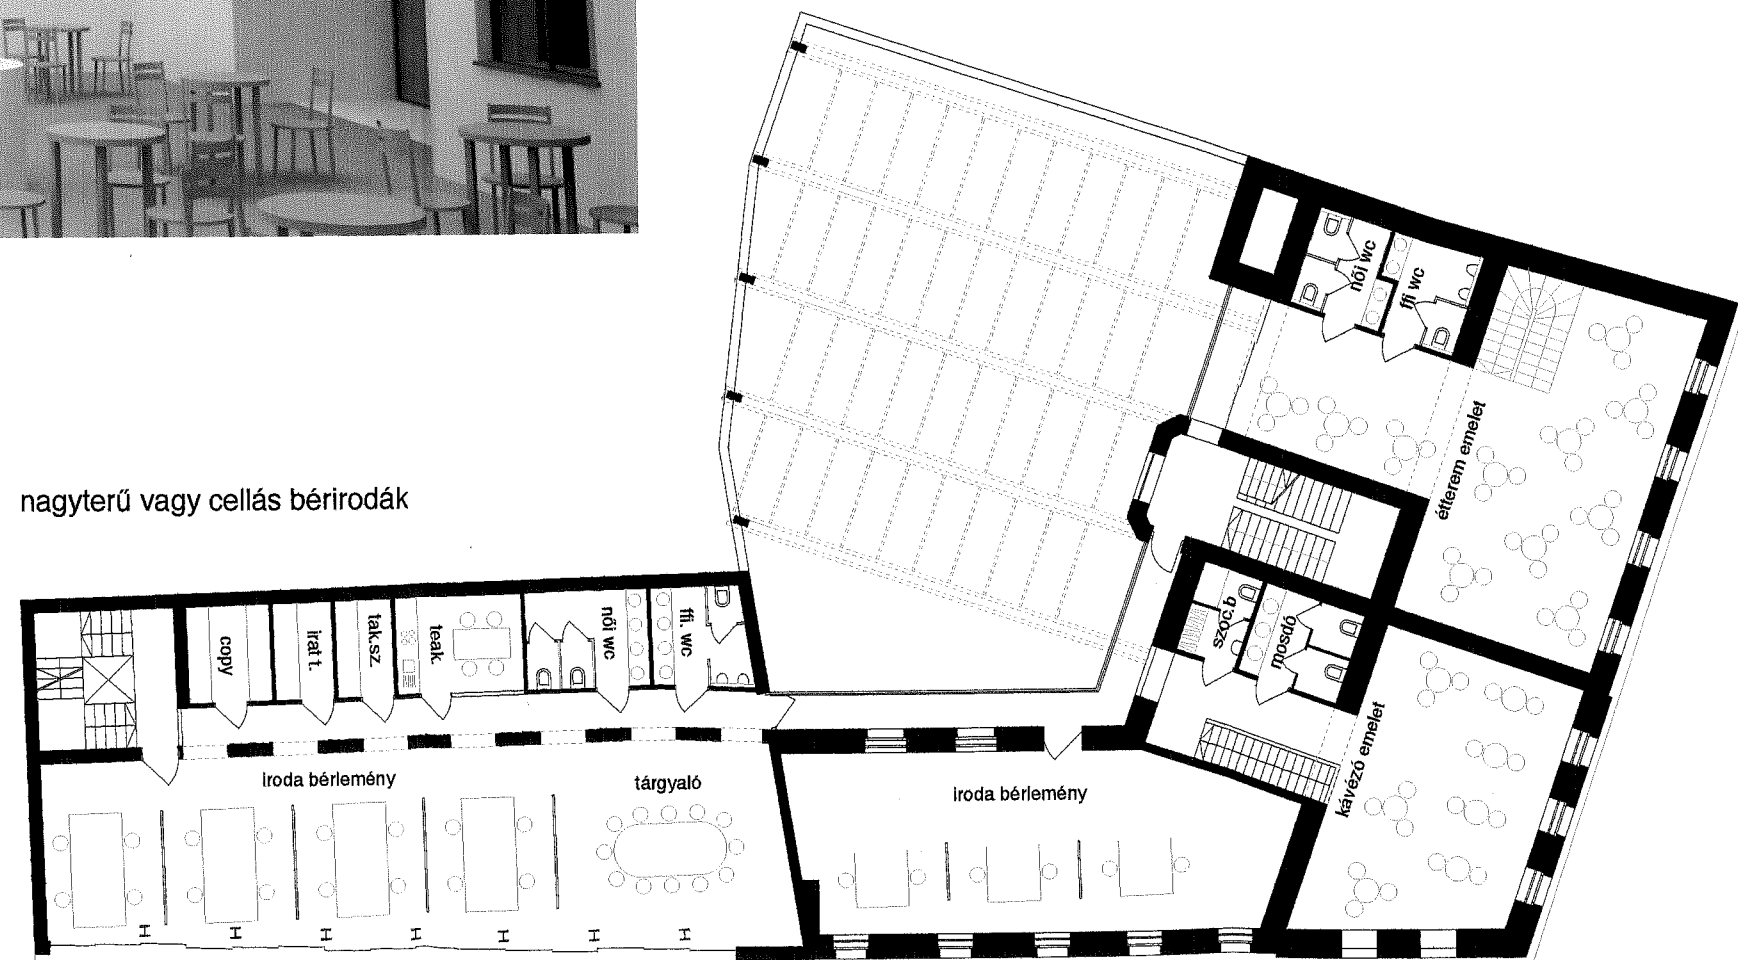 női wc
ffi wc
étterem emelet
nagyterű vagy cellás bérirodák
copy
irat t.
tak.sz.
teak.
női wc
ffi. wc
szoc.b
mosdó
iroda bérlemény
tárgyaló
iroda bérlemény
kávézó emelet